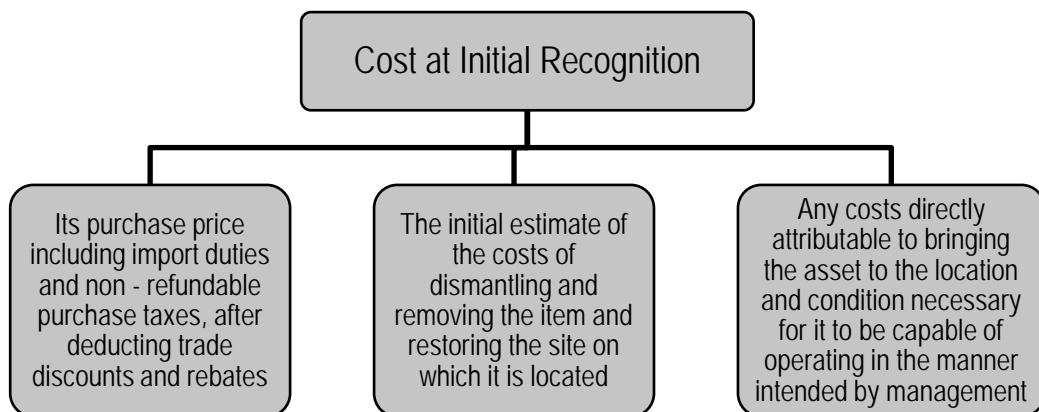 Cost at Initial Recognition
Its purchase price
including import duties
and non - refundable
purchase taxes, after
deducting trade
discounts and rebates
The initial estimate of
the costs of
dismantling and
removing the item and
restoring the site on
which it is located
Any costs directly
attributable to bringing
the asset to the location
and condition necessary
for it to be capable of
operating in the manner
intended by management